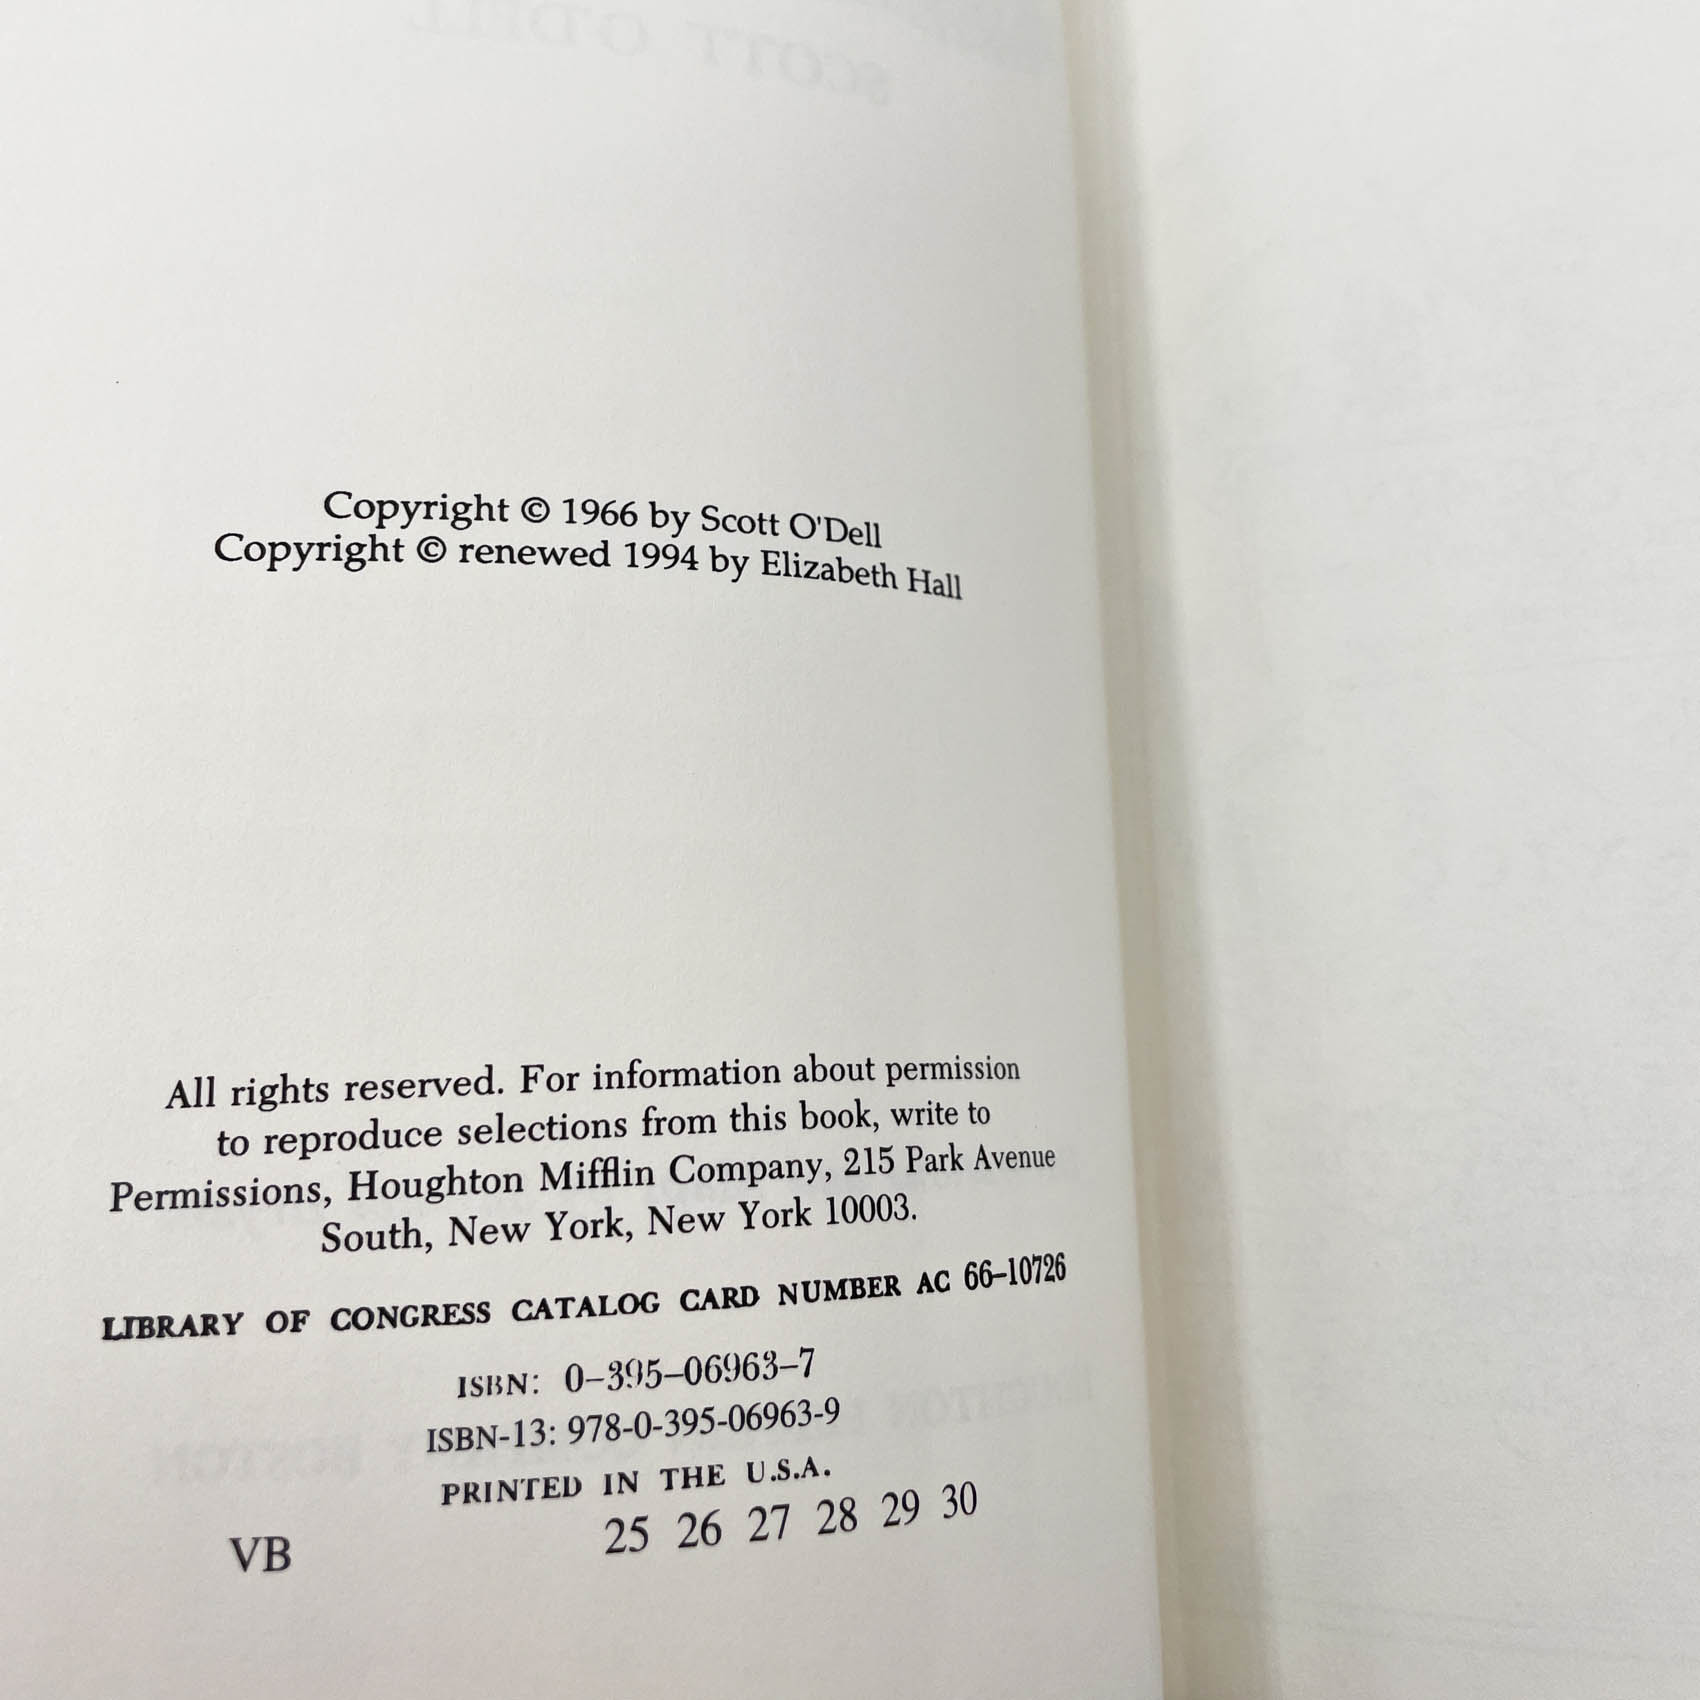 SCOTT O'DELL
Copyright © 1966 by Scott O'Dell
Copyright © renewed 1994 by Elizabeth Hall
All rights reserved. For information about permission
to reproduce selections from this book, write to
Permissions, Houghton Mifflin Company, 215 Park Avenue
South, New York, New York 10003.
LIBRARY OF CONGRESS CATALOG CARD NUMBER AC 66–10726
ISBN: 0–395–06963–7
ISBN-13: 978-0-395-06963-9
PRINTED IN THE U.S.A.
VB 25 26 27 28 29 30